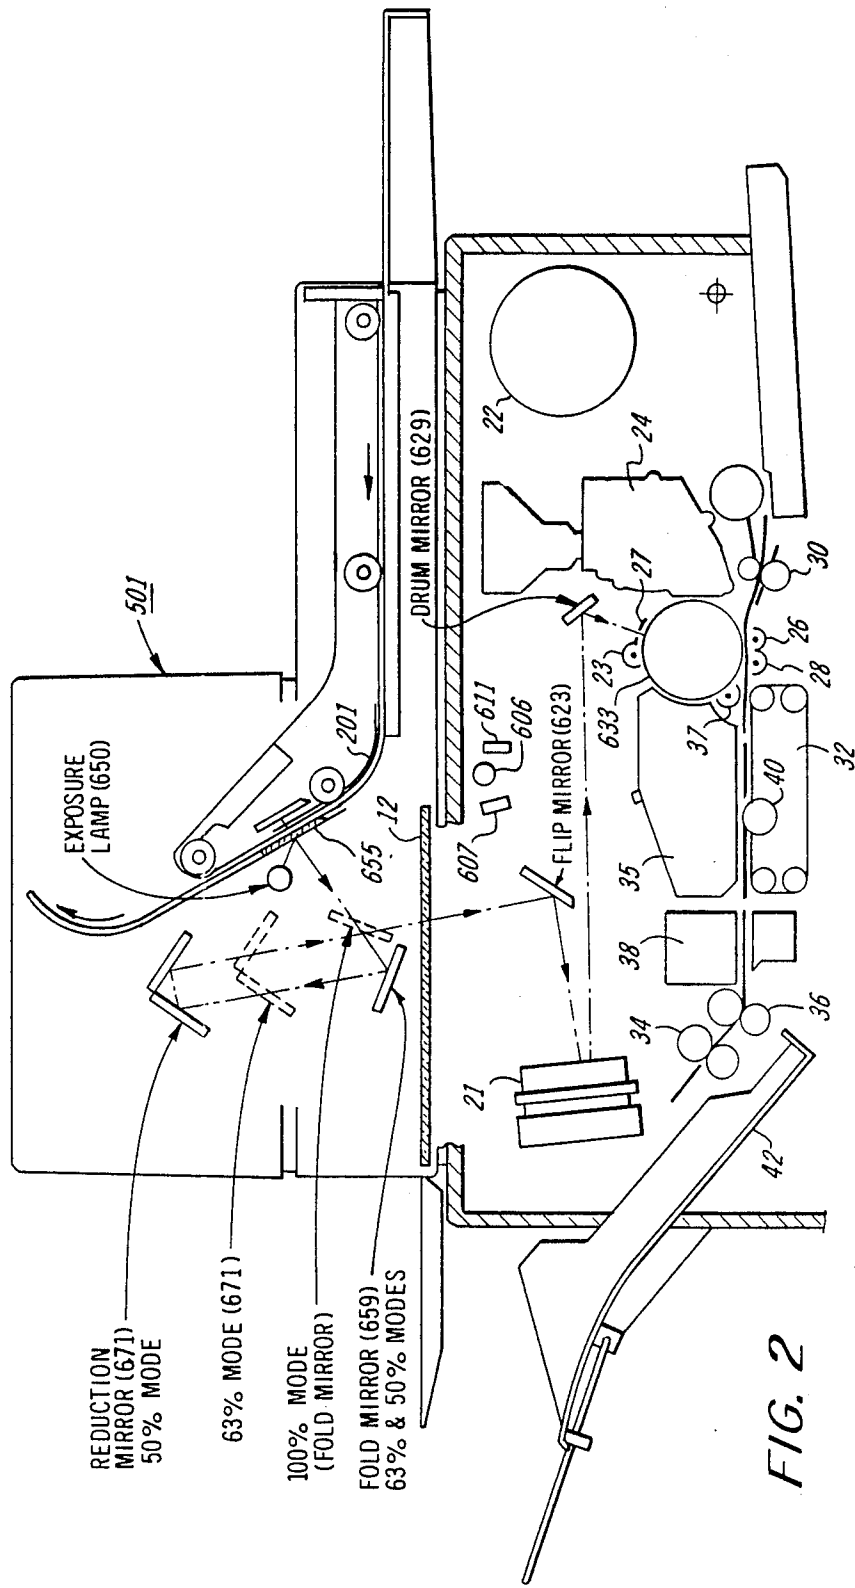 501
EXPOSURE
LAMP (650)
201
655
12
DRUM MIRROR (629)
REDUCTION
MIRROR (671)
50% MODE
63% MODE (671)
100% MODE
(FOLD MIRROR)
FOLD MIRROR (659)
63% & 50% MODES
22
24
27
23
633
611
606
607
FLIP MIRROR (623)
21
30
26
28
37
32
40
35
38
34
36
42
FIG. 2